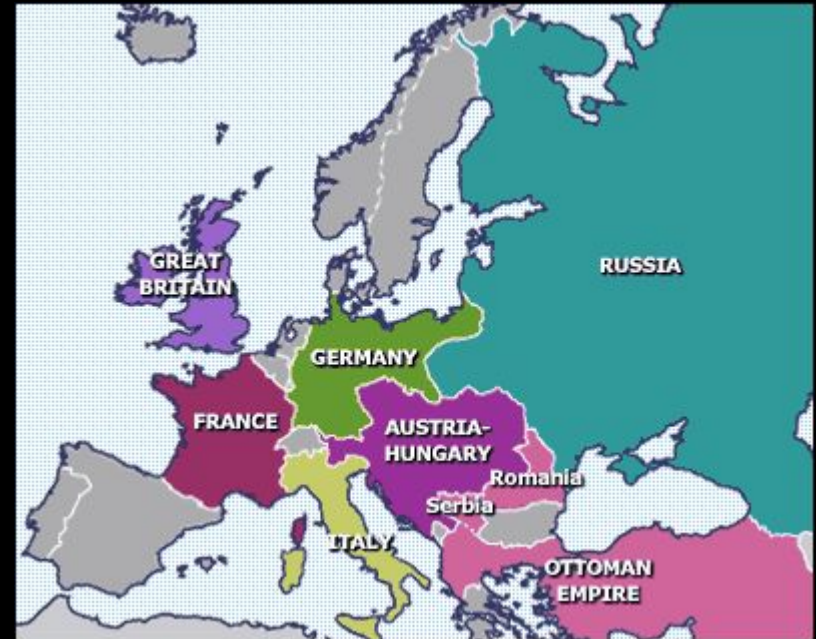 GREAT
BRITAIN
RUSSIA
GERMANY
FRANCE
AUSTRIA-
HUNGARY
Romania
Serbia
ITALY
OTTOMAN
EMPIRE